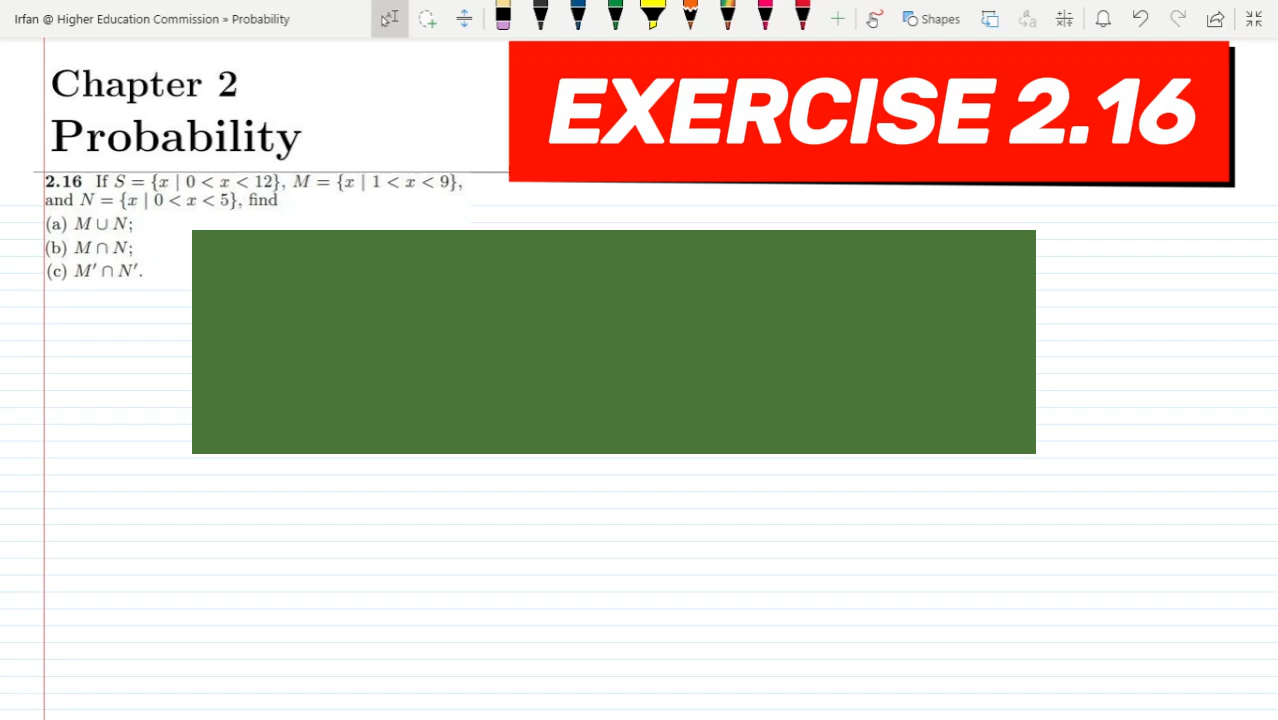 Irfan @ Higher Education Commission » Probability
Shapes
Chapter 2
Probability
EXERCISE 2.16
2.16 If S = {x | 0 < x < 12}, M = {x | 1 < x < 9},
and N = {x | 0 < x < 5}, find
(a) M ∪ N;
(b) M ∩ N;
(c) M′ ∩ N′.